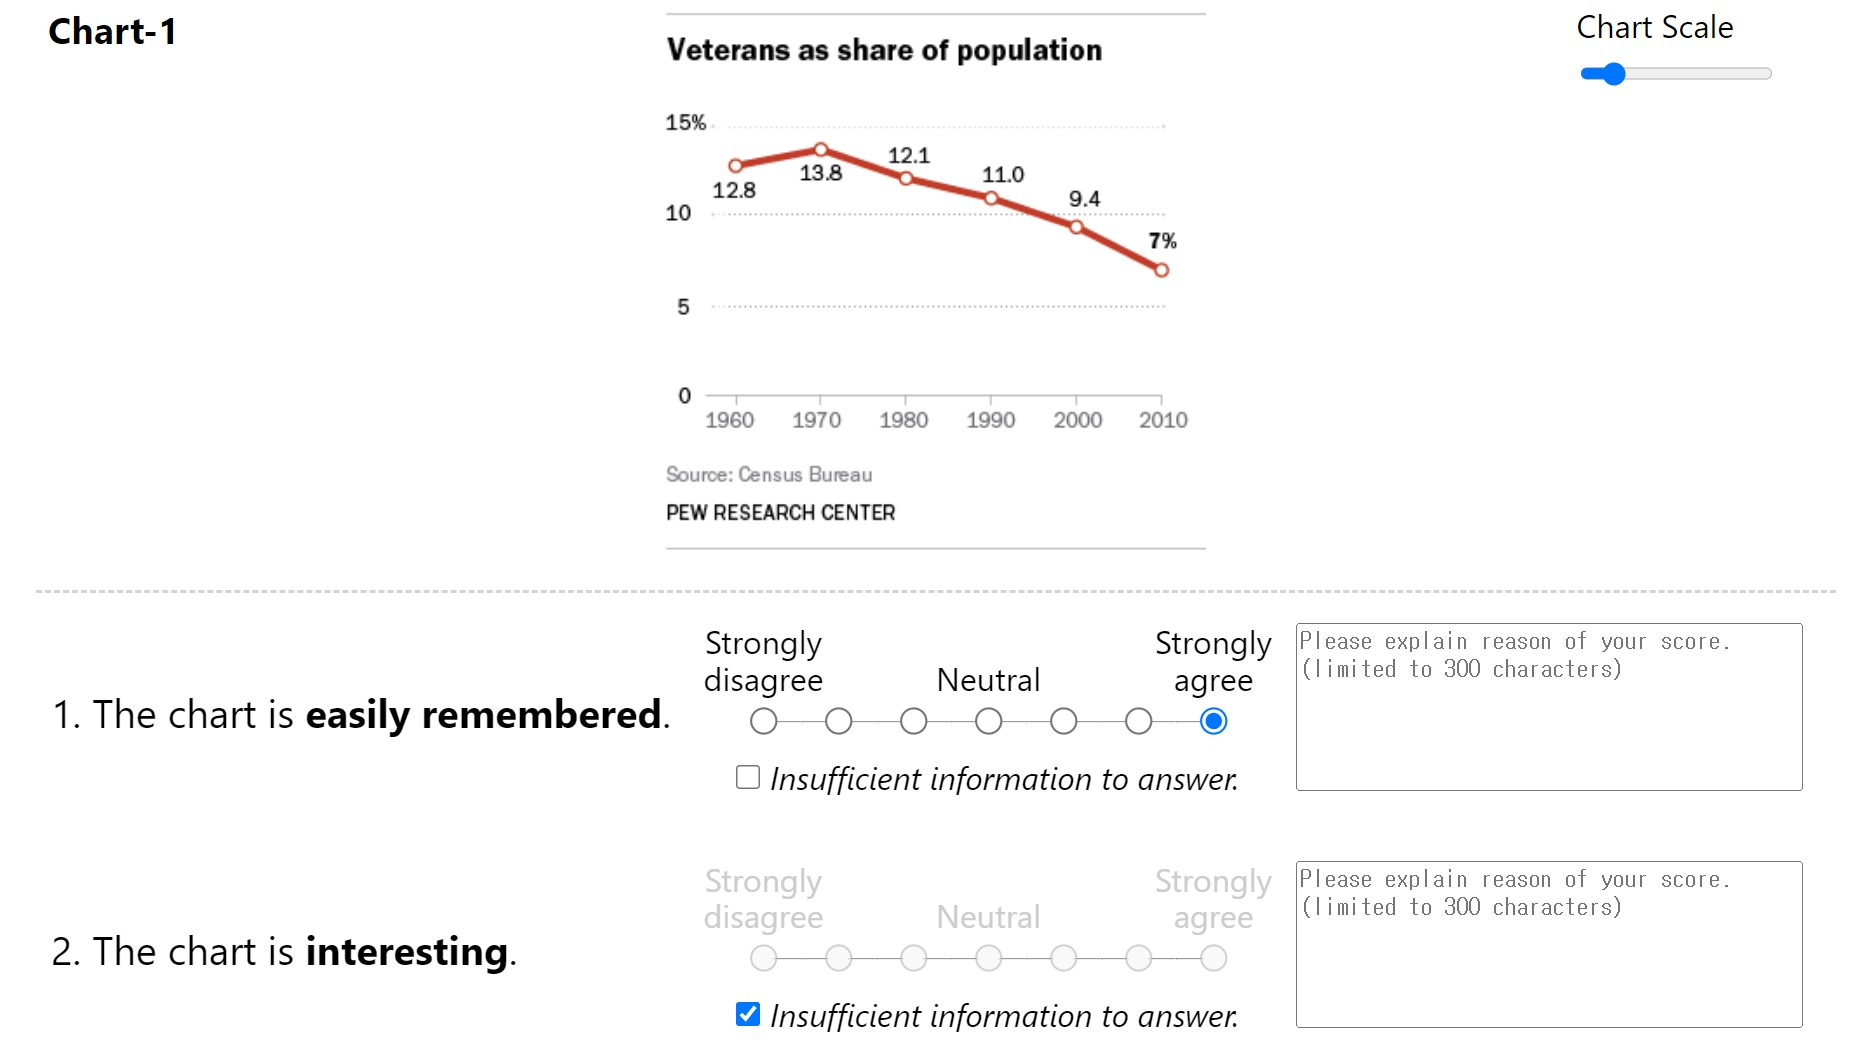 Chart-1
Chart Scale
Veterans as share of population
15%
12.8
13.8
12.1
11.0
9.4
7%
10
5
0
1960 1970 1980 1990 2000 2010
Source: Census Bureau
PEW RESEARCH CENTER
1. The chart is easily remembered.
Strongly disagree
Neutral
Strongly agree
Insufficient information to answer.
Please explain reason of your score.
(limited to 300 characters)
2. The chart is interesting.
Strongly disagree
Neutral
Strongly agree
Insufficient information to answer.
Please explain reason of your score.
(limited to 300 characters)